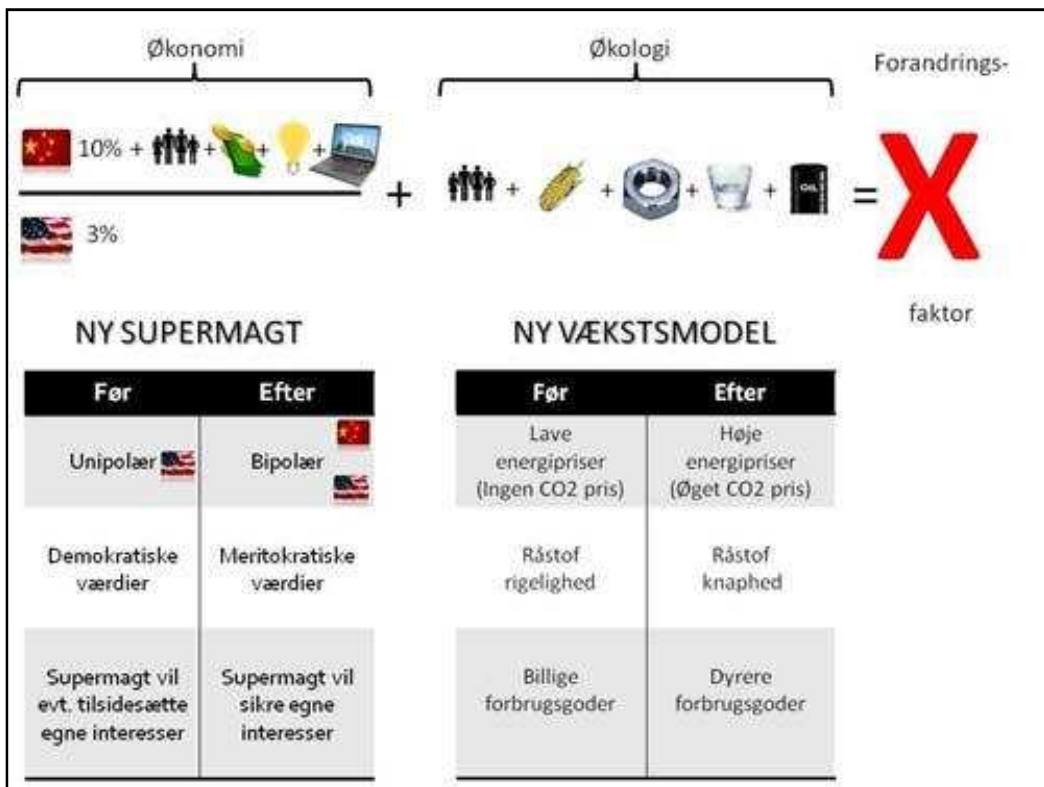 Økonomi
Økologi
Forandrings-
10% +
+
+
+
+
+
+
+
+
=
X
OIL
3%
faktor
NY SUPERMAGT
Før
Efter
Unipolær
Bipolær
Demokratiske
værdier
Meritokratiske
værdier
Supermagt vil
evt. tilsidesætte
egne interesser
Supermagt vil
sikre egne
interesser
NY VÆKSTSMODEL
Før
Efter
Lave
energipriser
(Ingen CO2 pris)
Høje
energipriser
(Øget CO2 pris)
Råstof
rigelighed
Råstof
knaphed
Billige
forbrugsgoder
Dyrere
forbrugsgoder